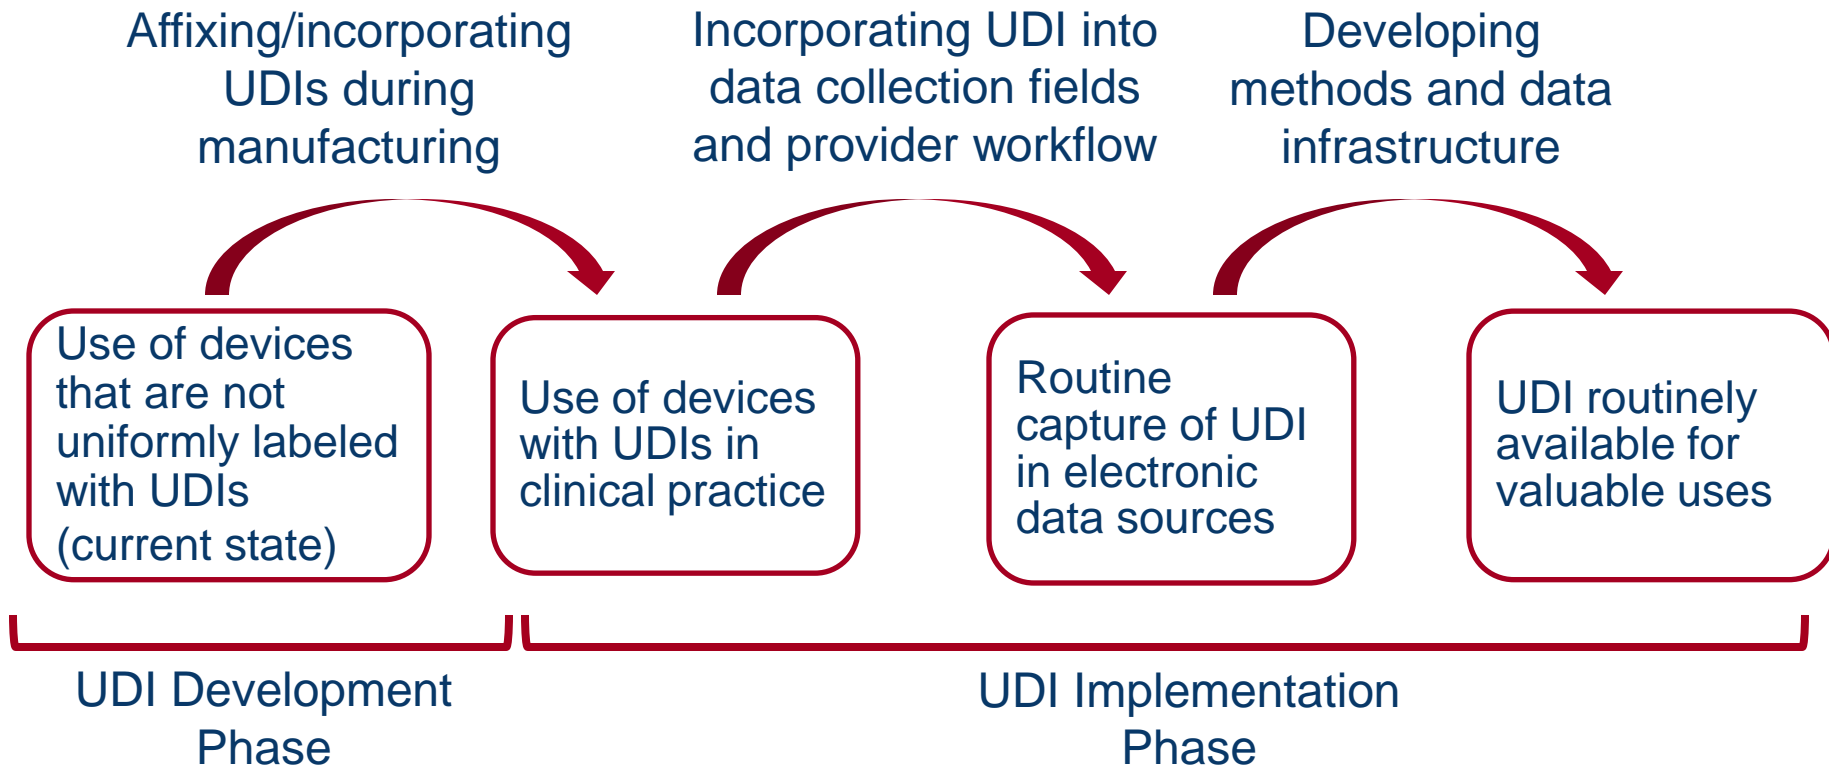 Affixing/incorporating
UDIs during
manufacturing
Incorporating UDI into
data collection fields
and provider workflow
Developing
methods and data
infrastructure
Use of devices
that are not
uniformly labeled
with UDIs
(current state)
Use of devices
with UDIs in
clinical practice
Routine
capture of UDI
in electronic
data sources
UDI routinely
available for
valuable uses
UDI Development
Phase
UDI Implementation
Phase